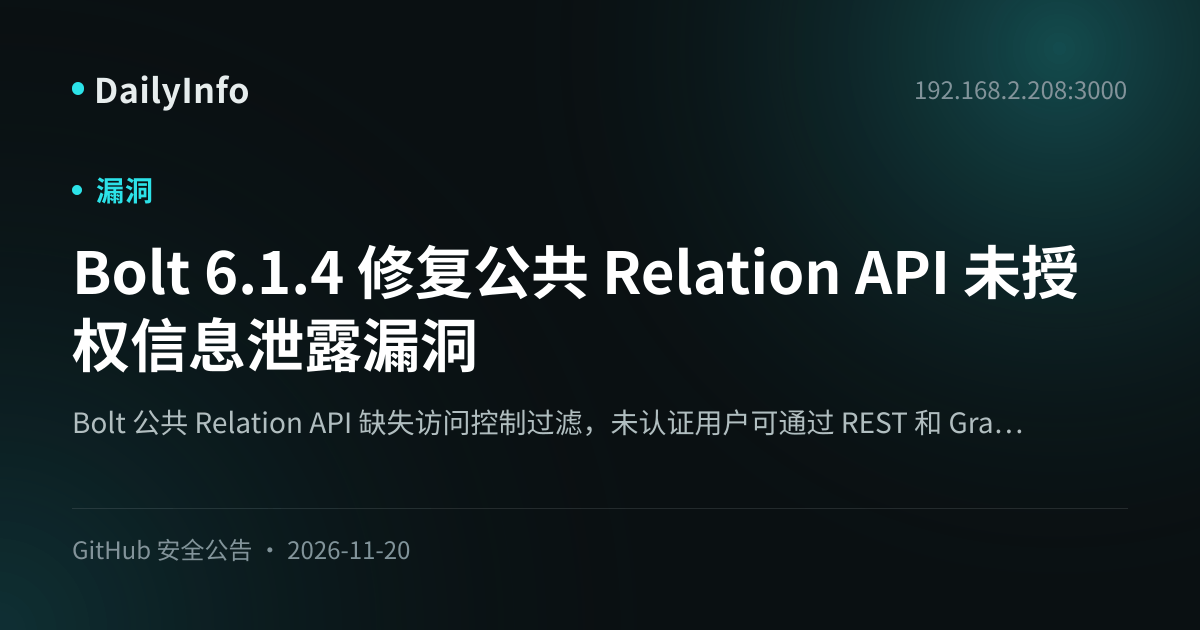 DailyInfo
192.168.2.208:3000
漏洞
Bolt 6.1.4 修复公共 Relation API 未授
权信息泄露漏洞
Bolt 公共 Relation API 缺失访问控制过滤，未认证用户可通过 REST 和 Gra…
GitHub 安全公告 · 2026-11-20